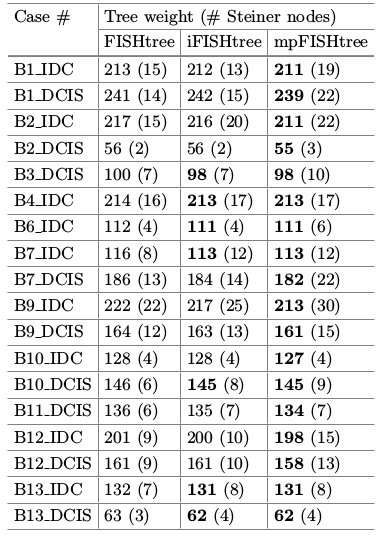 Case # Tree weight (# Steiner nodes)
FISHtree iFISHtree mpFISHtree
B1_IDC 213 (15) 212 (13) 211 (19)
B1_DCIS 241 (14) 242 (15) 239 (22)
B2_IDC 217 (15) 216 (20) 211 (22)
B2_DCIS 56 (2) 56 (2) 55 (3)
B3_DCIS 100 (7) 98 (7) 98 (10)
B4_IDC 214 (16) 213 (17) 213 (17)
B6_IDC 112 (4) 111 (4) 111 (6)
B7_IDC 116 (8) 113 (12) 113 (12)
B7_DCIS 186 (13) 184 (14) 182 (22)
B9_IDC 222 (22) 217 (25) 213 (30)
B9_DCIS 164 (12) 163 (13) 161 (15)
B10_IDC 128 (4) 128 (4) 127 (4)
B10_DCIS 146 (6) 145 (8) 145 (9)
B11_DCIS 136 (6) 135 (7) 134 (7)
B12_IDC 201 (9) 200 (10) 198 (15)
B12_DCIS 161 (9) 161 (10) 158 (13)
B13_IDC 132 (7) 131 (8) 131 (8)
B13_DCIS 63 (3) 62 (4) 62 (4)